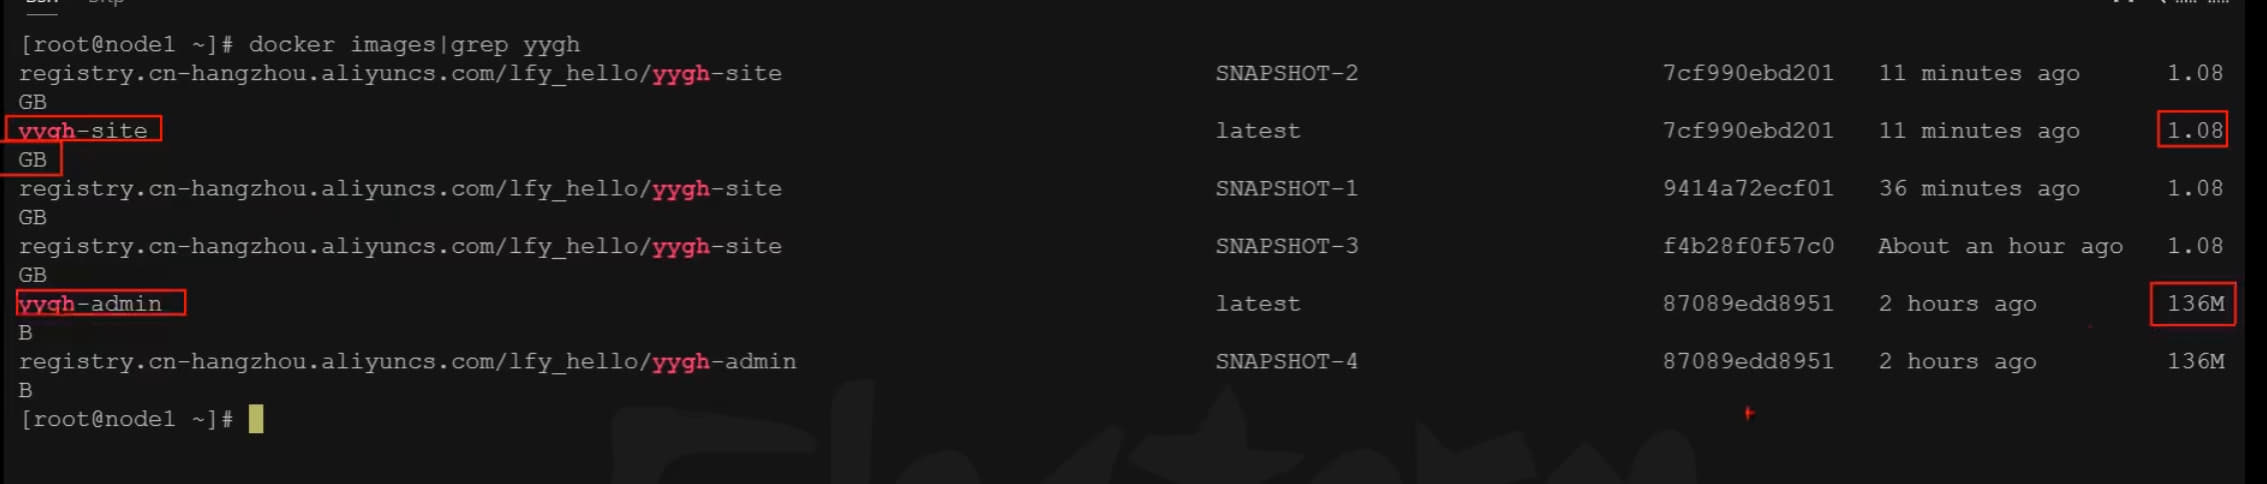 [root@node1 ~]# docker images|grep yygh
registry.cn-hangzhou.aliyuncs.com/lfy_hello/yygh-site SNAPSHOT-2 7cf990ebd201 11 minutes ago 1.08
GB
yygh-site latest 7cf990ebd201 11 minutes ago 1.08
GB
registry.cn-hangzhou.aliyuncs.com/lfy_hello/yygh-site SNAPSHOT-1 9414a72ecf01 36 minutes ago 1.08
GB
registry.cn-hangzhou.aliyuncs.com/lfy_hello/yygh-site SNAPSHOT-3 f4b28f0f57c0 About an hour ago 1.08
GB
yygh-admin latest 87089edd8951 2 hours ago 136M
B
registry.cn-hangzhou.aliyuncs.com/lfy_hello/yygh-admin SNAPSHOT-4 87089edd8951 2 hours ago 136M
B
[root@node1 ~]#